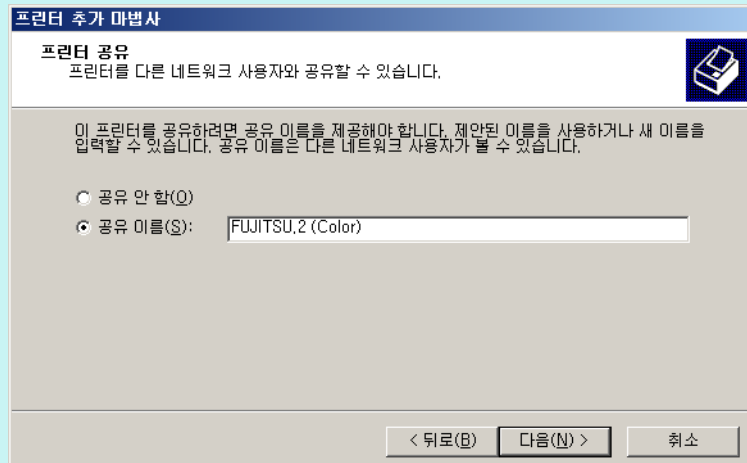 프린터 추가 마법사
프린터 공유
프린터를 다른 네트워크 사용자와 공유할 수 있습니다.
이 프린터를 공유하려면 공유 이름을 제공해야 합니다. 제안된 이름을 사용하거나 새 이름을
입력할 수 있습니다. 공유 이름은 다른 네트워크 사용자가 볼 수 있습니다.
공유 안 함(O)
공유 이름(S): FUJITSU.2 (Color)
< 뒤로(B) 다음(N) > 취소